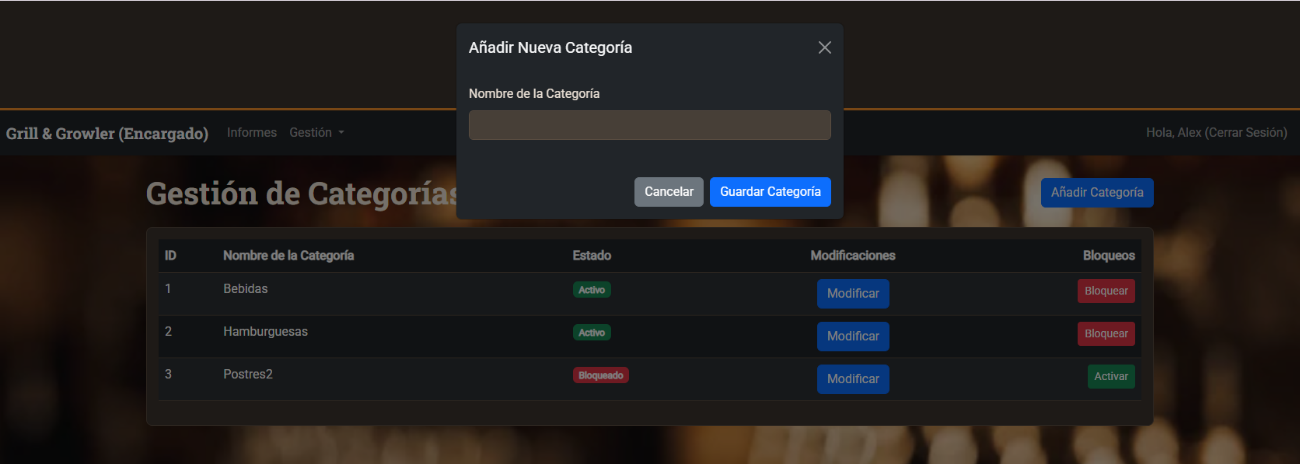 Añadir Nueva Categoría
Nombre de la Categoría
Cancelar Guardar Categoría
Grill & Growler (Encargado) Informes Gestión Hola, Alex (Cerrar Sesión)
Gestión de Categorías Añadir Categoría
ID Nombre de la Categoría Estado Modificaciones Bloqueos
1 Bebidas Activo Modificar Bloquear
2 Hamburguesas Activo Modificar Bloquear
3 Postres2 Bloqueado Modificar Activar